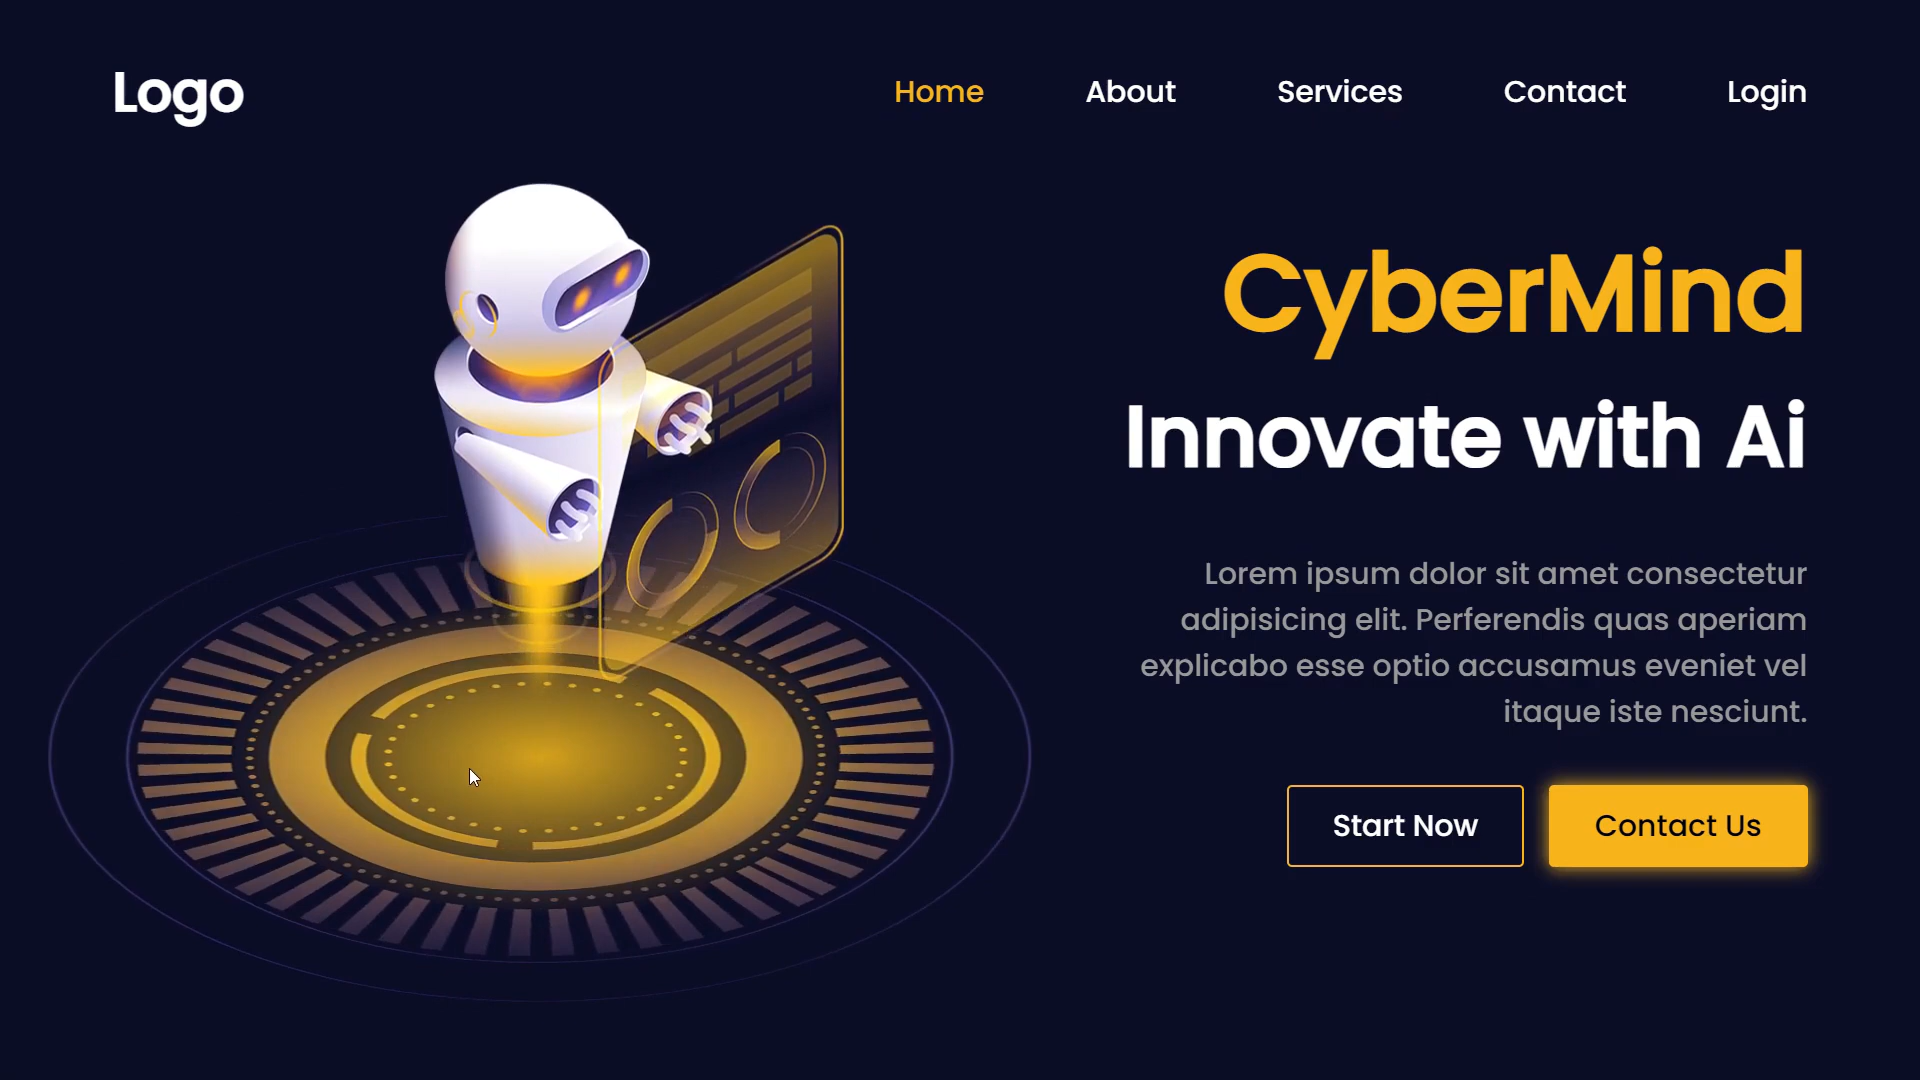 Logo
Home
About
Services
Contact
Login
CyberMind
Innovate with Ai
Lorem ipsum dolor sit amet consectetur
adipisicing elit. Perferendis quas aperiam
explicabo esse optio accusamus eveniet vel
itaque iste nesciunt.
Start Now
Contact Us